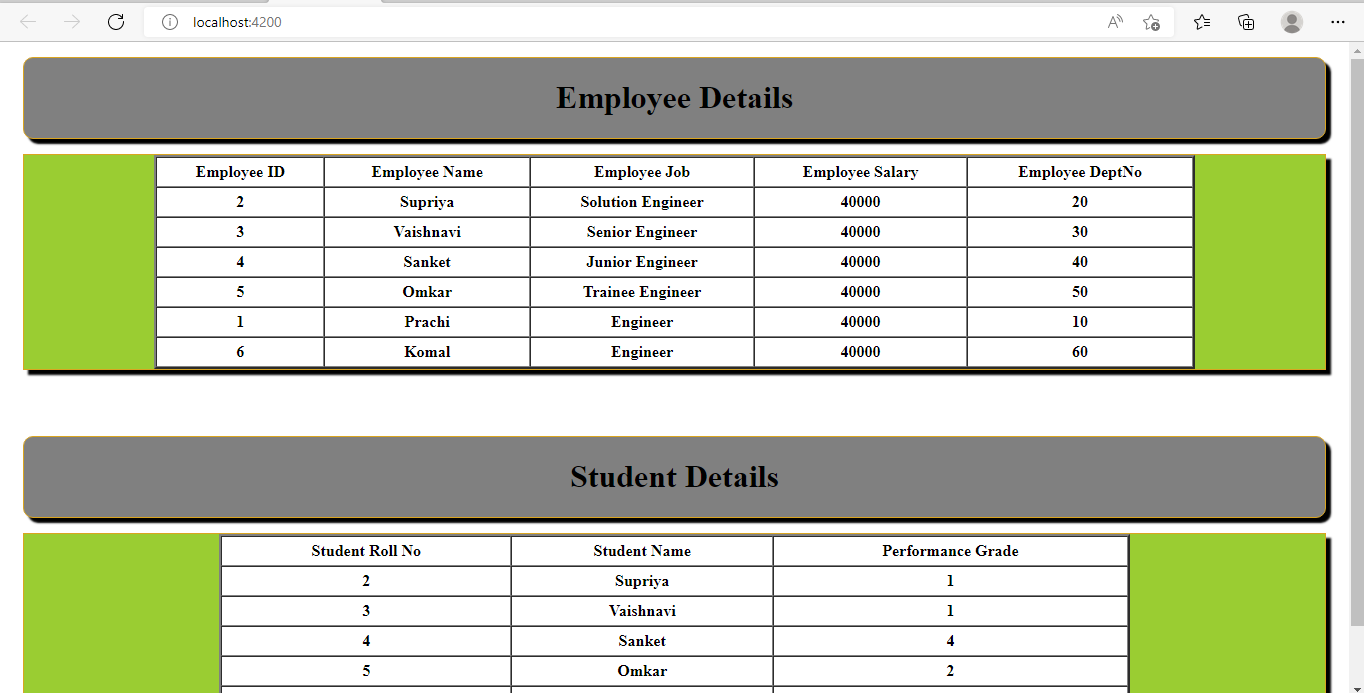 localhost:4200
Employee Details
Employee ID Employee Name Employee Job Employee Salary Employee DeptNo
2 Supriya Solution Engineer 40000 20
3 Vaishnavi Senior Engineer 40000 30
4 Sanket Junior Engineer 40000 40
5 Omkar Trainee Engineer 40000 50
1 Prachi Engineer 40000 10
6 Komal Engineer 40000 60
Student Details
Student Roll No Student Name Performance Grade
2 Supriya 1
3 Vaishnavi 1
4 Sanket 4
5 Omkar 2